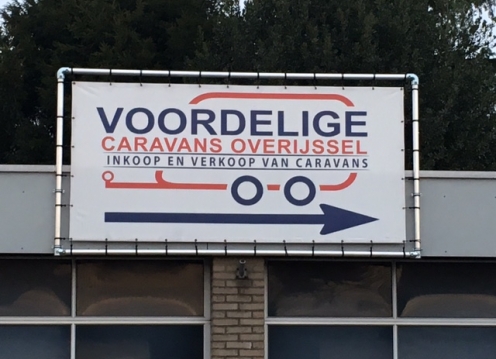 VOORDELIGE
CARAVANS OVERIJSSEL
INKOOP EN VERKOOP VAN CARAVANS